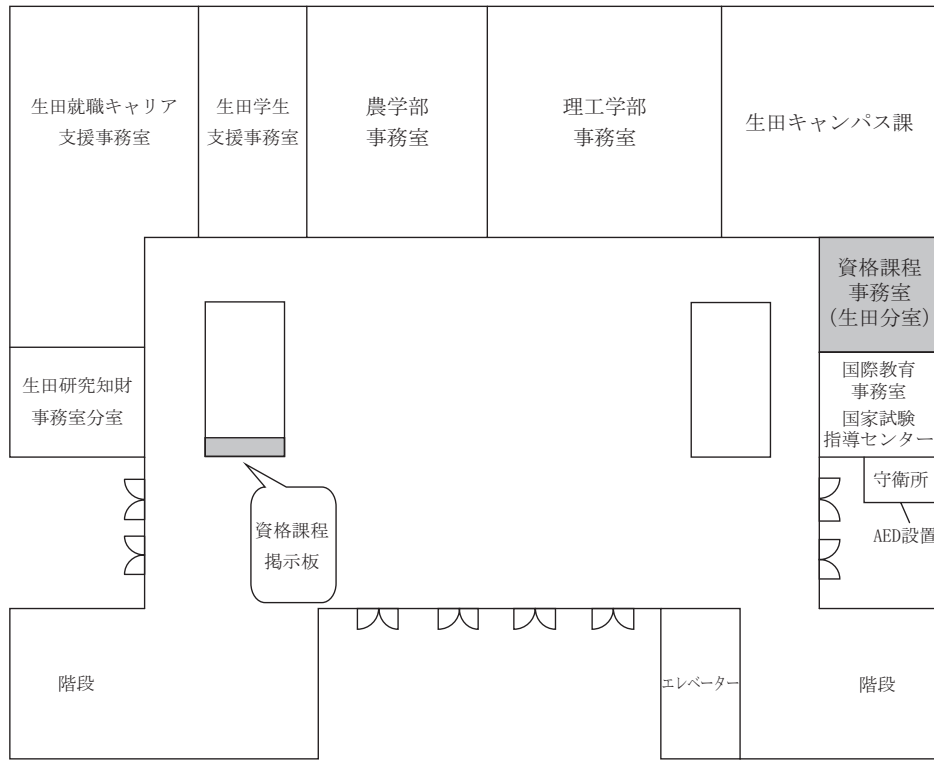 生田就職キャリア
支援事務室
生田学生
支援事務室
農学部
事務室
理工学部
事務室
生田キャンパス課
資格課程
事務室
（生田分室）
生田研究知財
事務室分室
国際教育
事務室
国家試験
指導センター
守衛所
AED設置
資格課程
掲示板
階段
エレベーター
階段